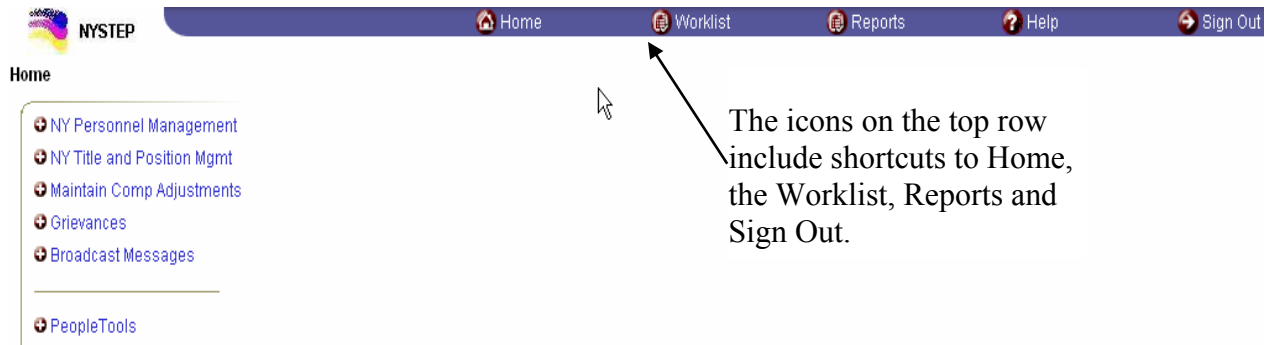 NYSTEP
Home Worklist Reports Help Sign Out
Home
NY Personnel Management
NY Title and Position Mgmt
Maintain Comp Adjustments
Grievances
Broadcast Messages
PeopleTools
The icons on the top row
include shortcuts to Home,
the Worklist, Reports and
Sign Out.